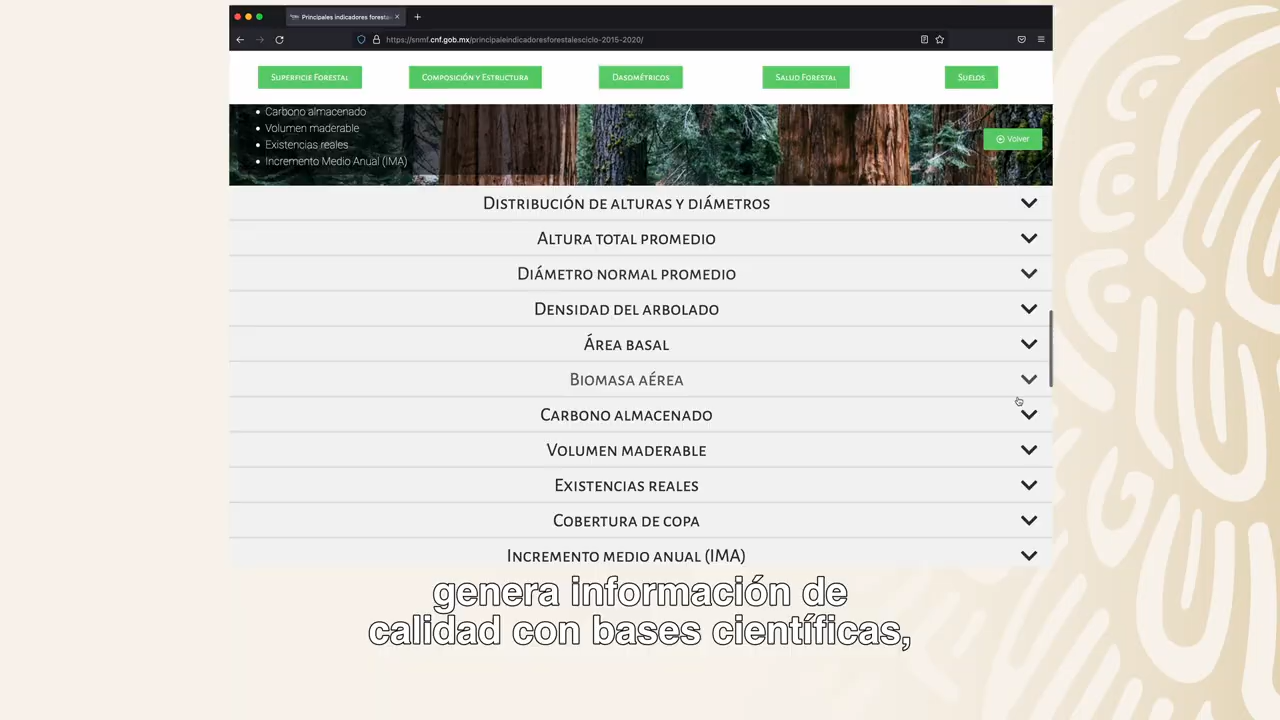 Principales indicadores foresta
https://snmf.cnf.gob.mx/principaleindicadoresforestalesciclo-2015-2020/
Superficie Forestal
Composición y Estructura
Dasométricos
Salud Forestal
Suelos
Carbono almacenado
Volumen maderable
Existencias reales
Incremento Medio Anual (IMA)
Volver
Distribución de alturas y diámetros
Altura total promedio
Diámetro normal promedio
Densidad del arbolado
Área basal
Biomasa aérea
Carbono almacenado
Volumen maderable
Existencias reales
Cobertura de copa
Incremento medio anual (IMA)
genera información de
calidad con bases científicas,